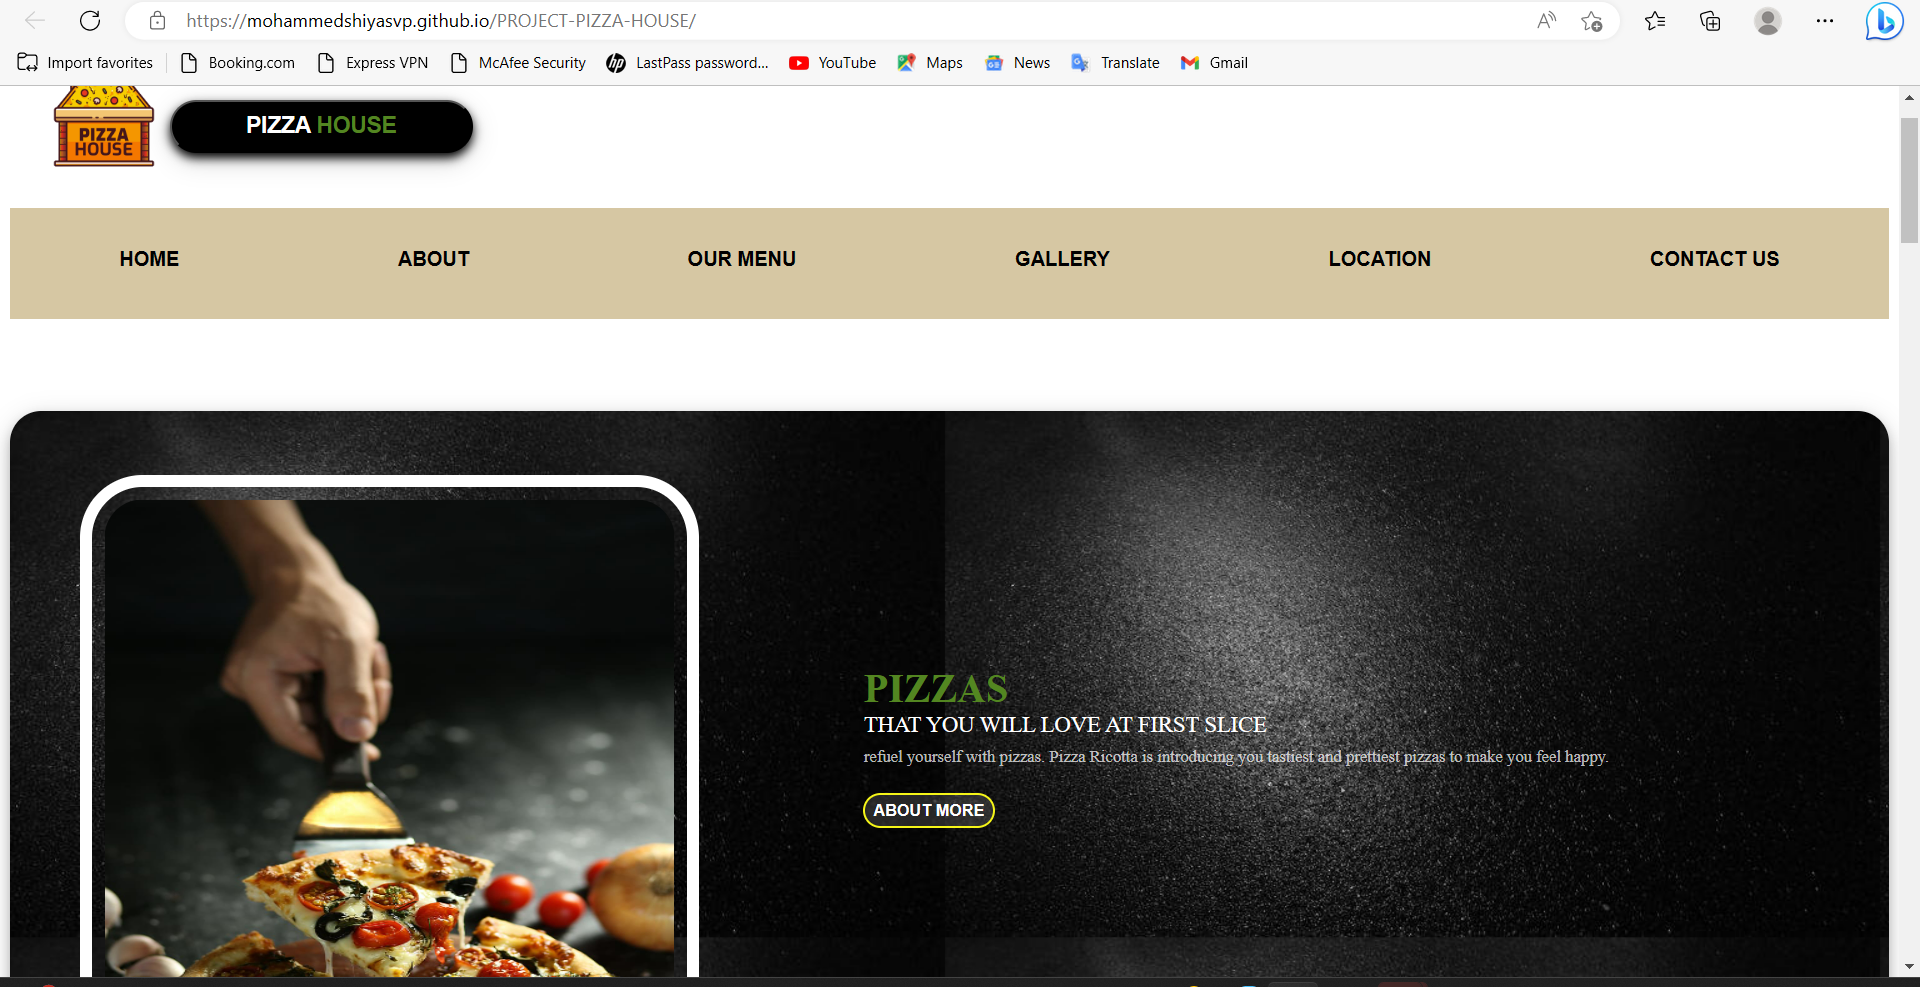 https://mohammedshiyasvp.github.io/PROJECT-PIZZA-HOUSE/
Import favorites Booking.com Express VPN McAfee Security LastPass password... YouTube Maps News Translate Gmail
PIZZA
HOUSE
PIZZA HOUSE
HOME ABOUT OUR MENU GALLERY LOCATION CONTACT US
PIZZAS
THAT YOU WILL LOVE AT FIRST SLICE
refuel yourself with pizzas. Pizza Ricotta is introducing you tastiest and prettiest pizzas to make you feel happy.
ABOUT MORE